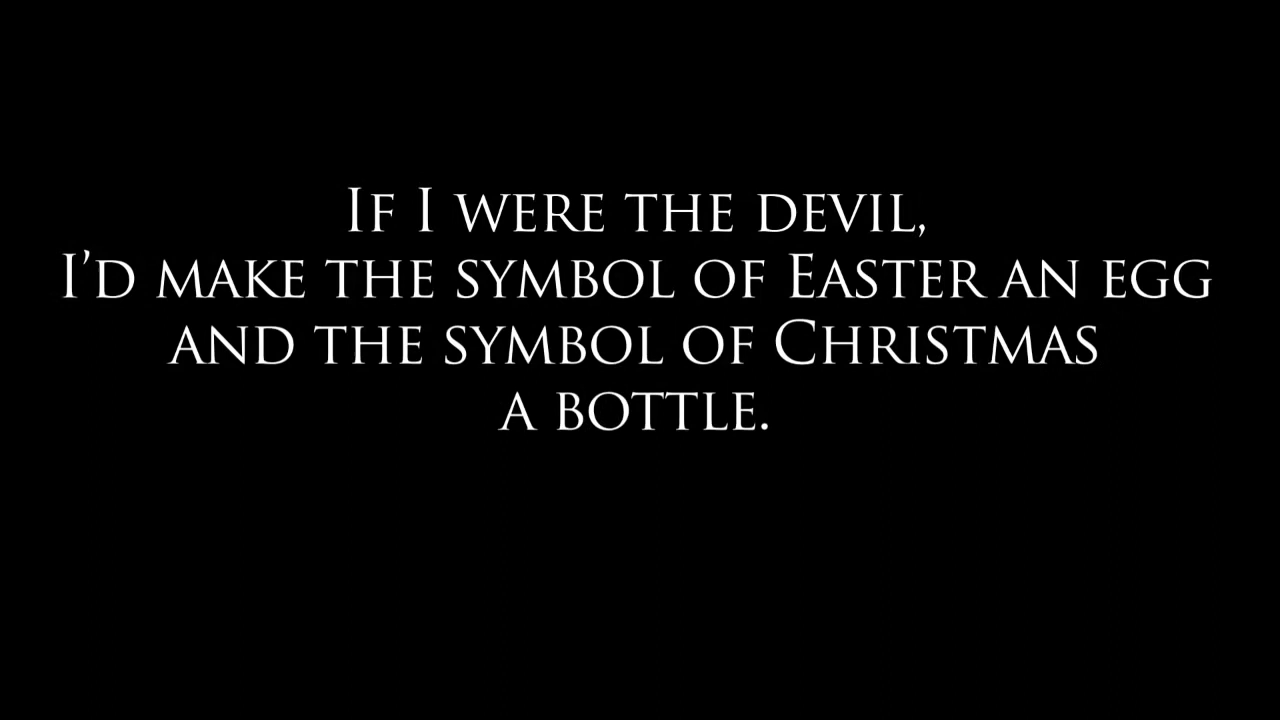 If I were the devil,
I'd make the symbol of Easter an egg
and the symbol of Christmas
a bottle.